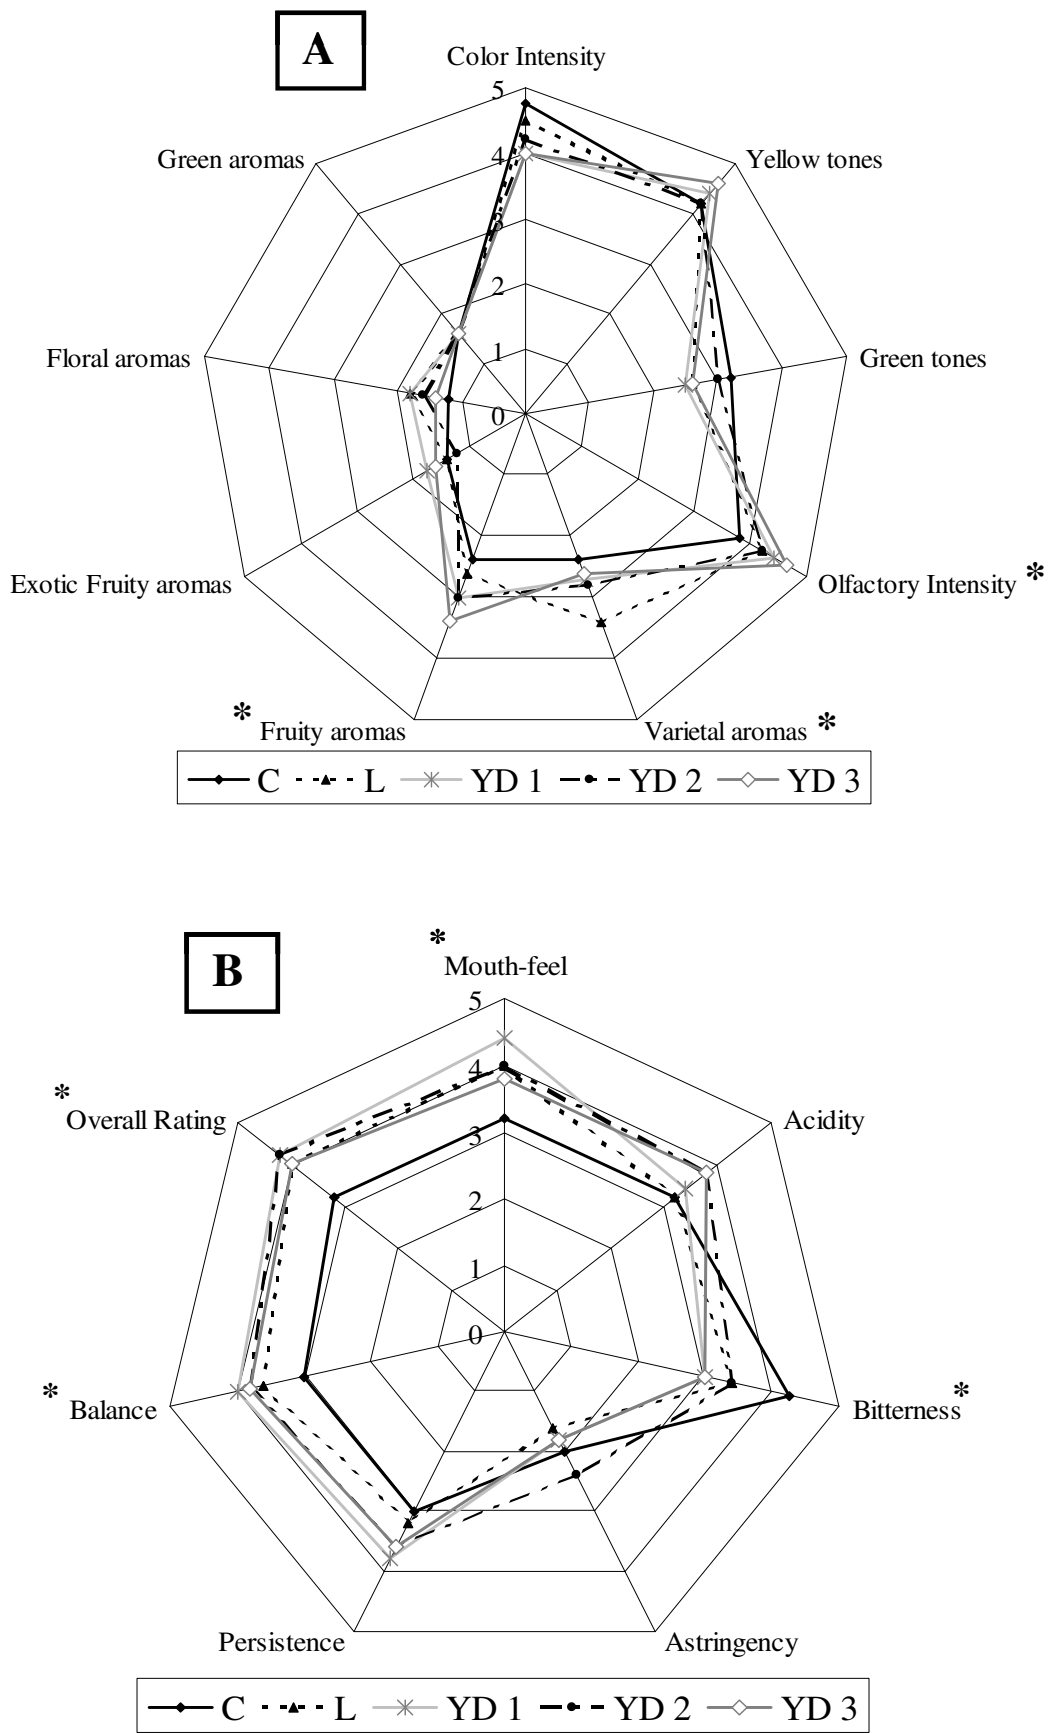 A
Color Intensity
5
Green aromas
4
Yellow tones
3
2
Floral aromas
1
Green tones
0
Exotic Fruity aromas
Olfactory Intensity *
* Fruity aromas
Varietal aromas *
C L YD 1 YD 2 YD 3
B
*
Mouth-feel
5
4
*
Overall Rating
Acidity
3
2
1
0
* Balance
Bitterness *
Persistence
Astringency
C L YD 1 YD 2 YD 3